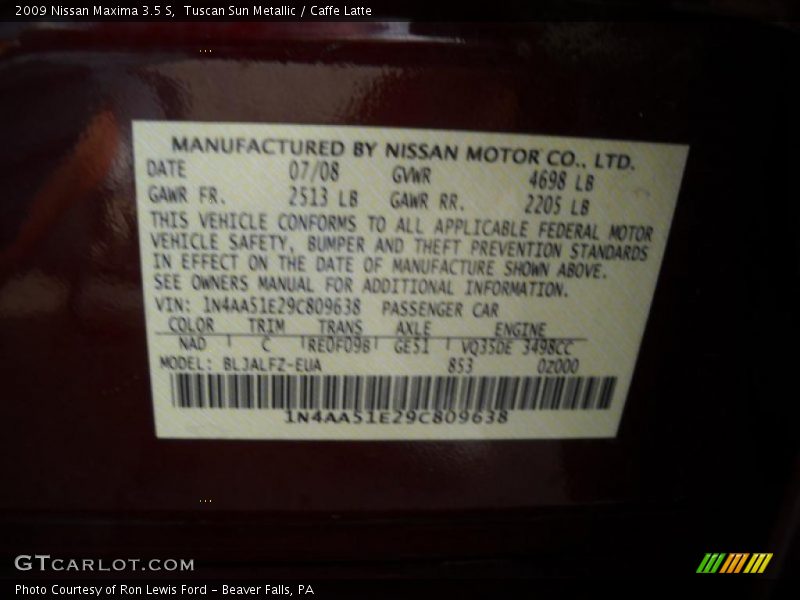 2009 Nissan Maxima 3.5 S,  Tuscan Sun Metallic / Caffe Latte
MANUFACTURED BY NISSAN MOTOR CO., LTD.
DATE 07/08 GVWR 4698 LB
GAWR FR. 2513 LB GAWR RR. 2205 LB
THIS VEHICLE CONFORMS TO ALL APPLICABLE FEDERAL MOTOR
VEHICLE SAFETY, BUMPER AND THEFT PREVENTION STANDARDS
IN EFFECT ON THE DATE OF MANUFACTURE SHOWN ABOVE.
SEE OWNERS MANUAL FOR ADDITIONAL INFORMATION.
VIN: 1N4AA51E29C809638 PASSENGER CAR
COLOR TRIM TRANS AXLE ENGINE
NAD C RE0F09B GE51 VQ35DE 3498CC
MODEL: BLJALFZ-EUA 853 0Z000
1N4AA51E29C809638
GTCARLOT.COM
Photo Courtesy of Ron Lewis Ford - Beaver Falls, PA